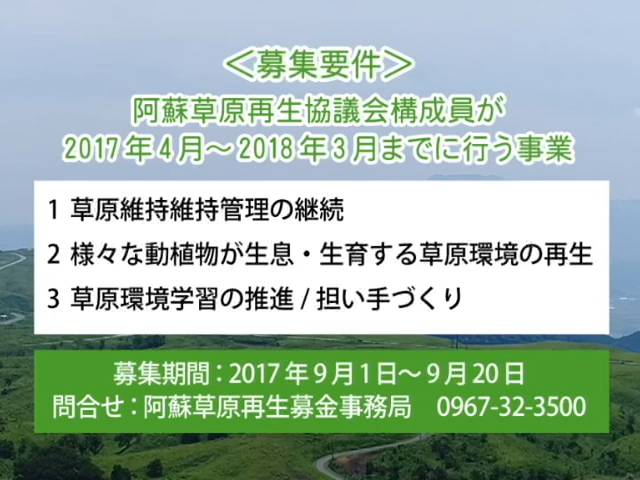 ＜募集要件＞
阿蘇草原再生協議会構成員が
2017年4月～2018年3月までに行う事業
1 草原維持維持管理の継続
2 様々な動植物が生息・生育する草原環境の再生
3 草原環境学習の推進 / 担い手づくり
募集期間：2017年9月1日～9月20日
問合せ：阿蘇草原再生募金事務局　0967-32-3500